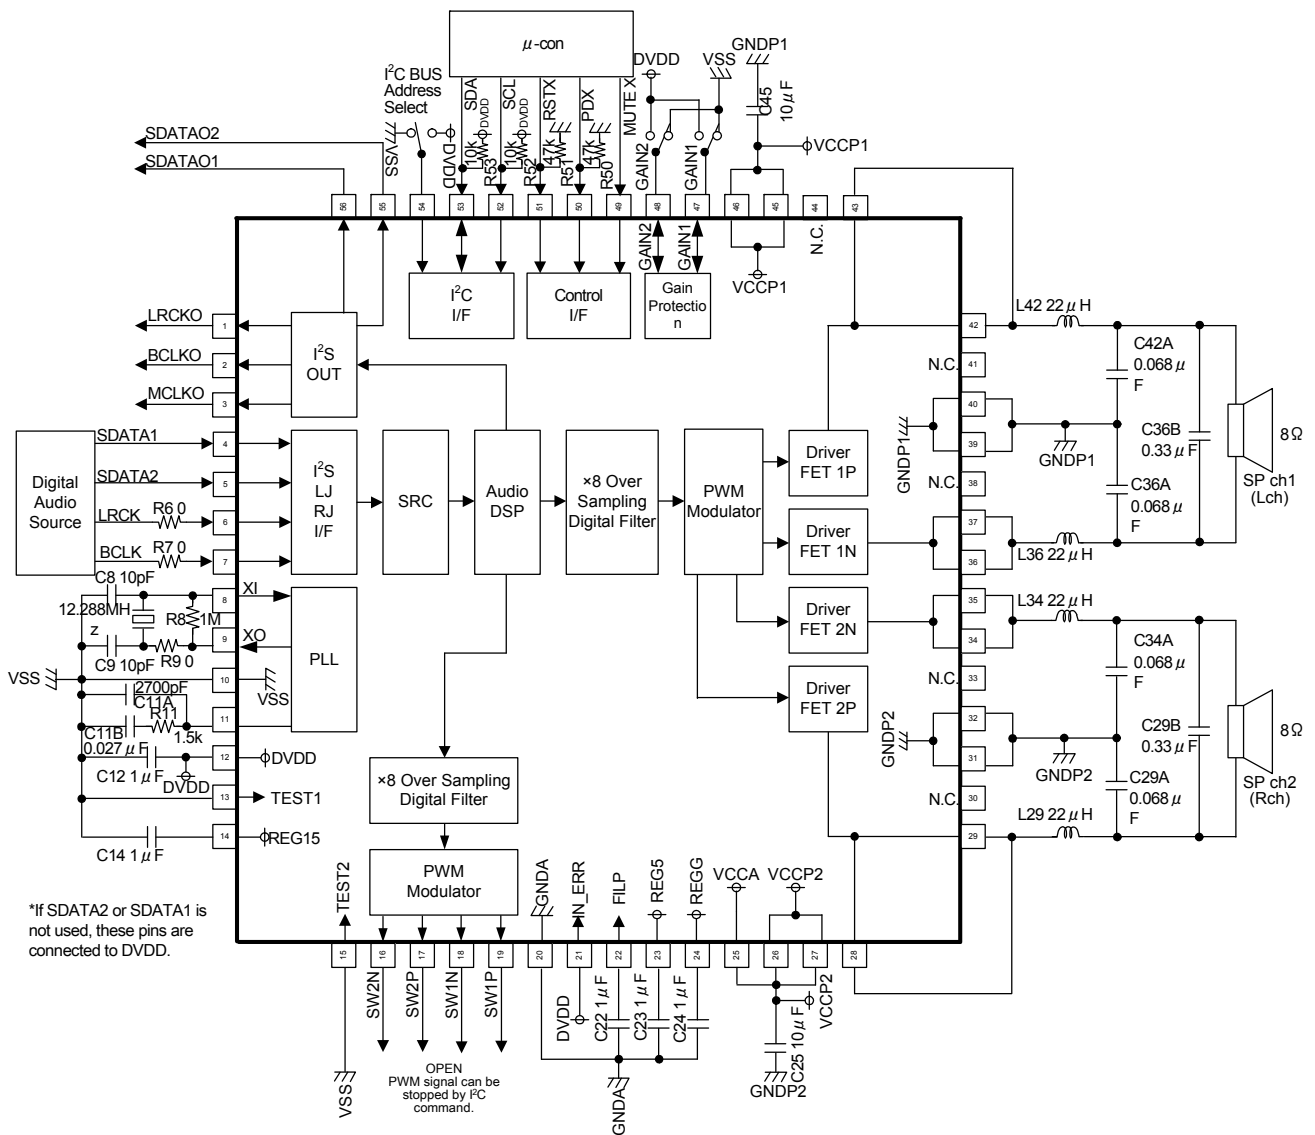 μ-con
GNDP1
DVDD
VSS
I²C BUS
Address
Select
VSS
DVDD
SDA
10k
DVDD
R53
SCL
10k
DVDD
R52
RSTX
47k
R51
PDX
47k
R50
MUTE X
GAIN2
GAIN1
C45
10μF
VCCP1
SDATAO2
SDATAO1
56
55
54
53
52
51
50
49
48
47
46
45
44
43
GAIN2
GAIN1
VCCP1
N.C.
I²C
I/F
Control
I/F
Gain
Protectio
n
LRCKO
1
BCLKO
2
MCLKO
3
I²S
OUT
Digital
Audio
Source
SDATA1
4
SDATA2
5
LRCK
R6 0
6
BCLK
R7 0
7
I²S
LJ
RJ
I/F
SRC
Audio
DSP
×8 Over
Sampling
Digital Filter
PWM
Modulator
Driver
FET 1P
Driver
FET 1N
Driver
FET 2N
Driver
FET 2P
42
L42 22μH
N.C.
41
40
GNDP1
39
GNDP1
N.C.
38
37
36
L36 22μH
C42A
0.068μ
F
C36B
0.33μF
C36A
0.068μ
F
8Ω
SP ch1
(Lch)
35
L34 22μH
34
N.C.
33
32
GNDP2
31
GNDP2
N.C.
30
29
L29 22μH
C34A
0.068μ
F
C29B
0.33μF
C29A
0.068μ
F
8Ω
SP ch2
(Rch)
C8 10pF
12.288MH
z
R8
1M
C9 10pF
R9 0
8
XI
9
XO
PLL
VSS
10
VSS
2700pF
C11A
R11
1.5k
C11B
0.027μF
11
C12 1μF
12
DVDD
DVDD
13
TEST1
C14 1μF
14
REG15
×8 Over Sampling
Digital Filter
PWM
Modulator
*If SDATA2 or SDATA1 is
not used, these pins are
connected to DVDD.
TEST2
GNDA
IN_ERR
FILP
REG5
REGG
VCCA
VCCP2
15
16
17
18
19
20
21
22
23
24
25
26
27
28
VSS
SW2N
SW2P
SW1N
SW1P
DVDD
C22 1μF
C23 1μF
C24 1μF
GNDA
C25 10μF
VCCP2
GNDP2
OPEN
PWM signal can be
stopped by I²C
command.